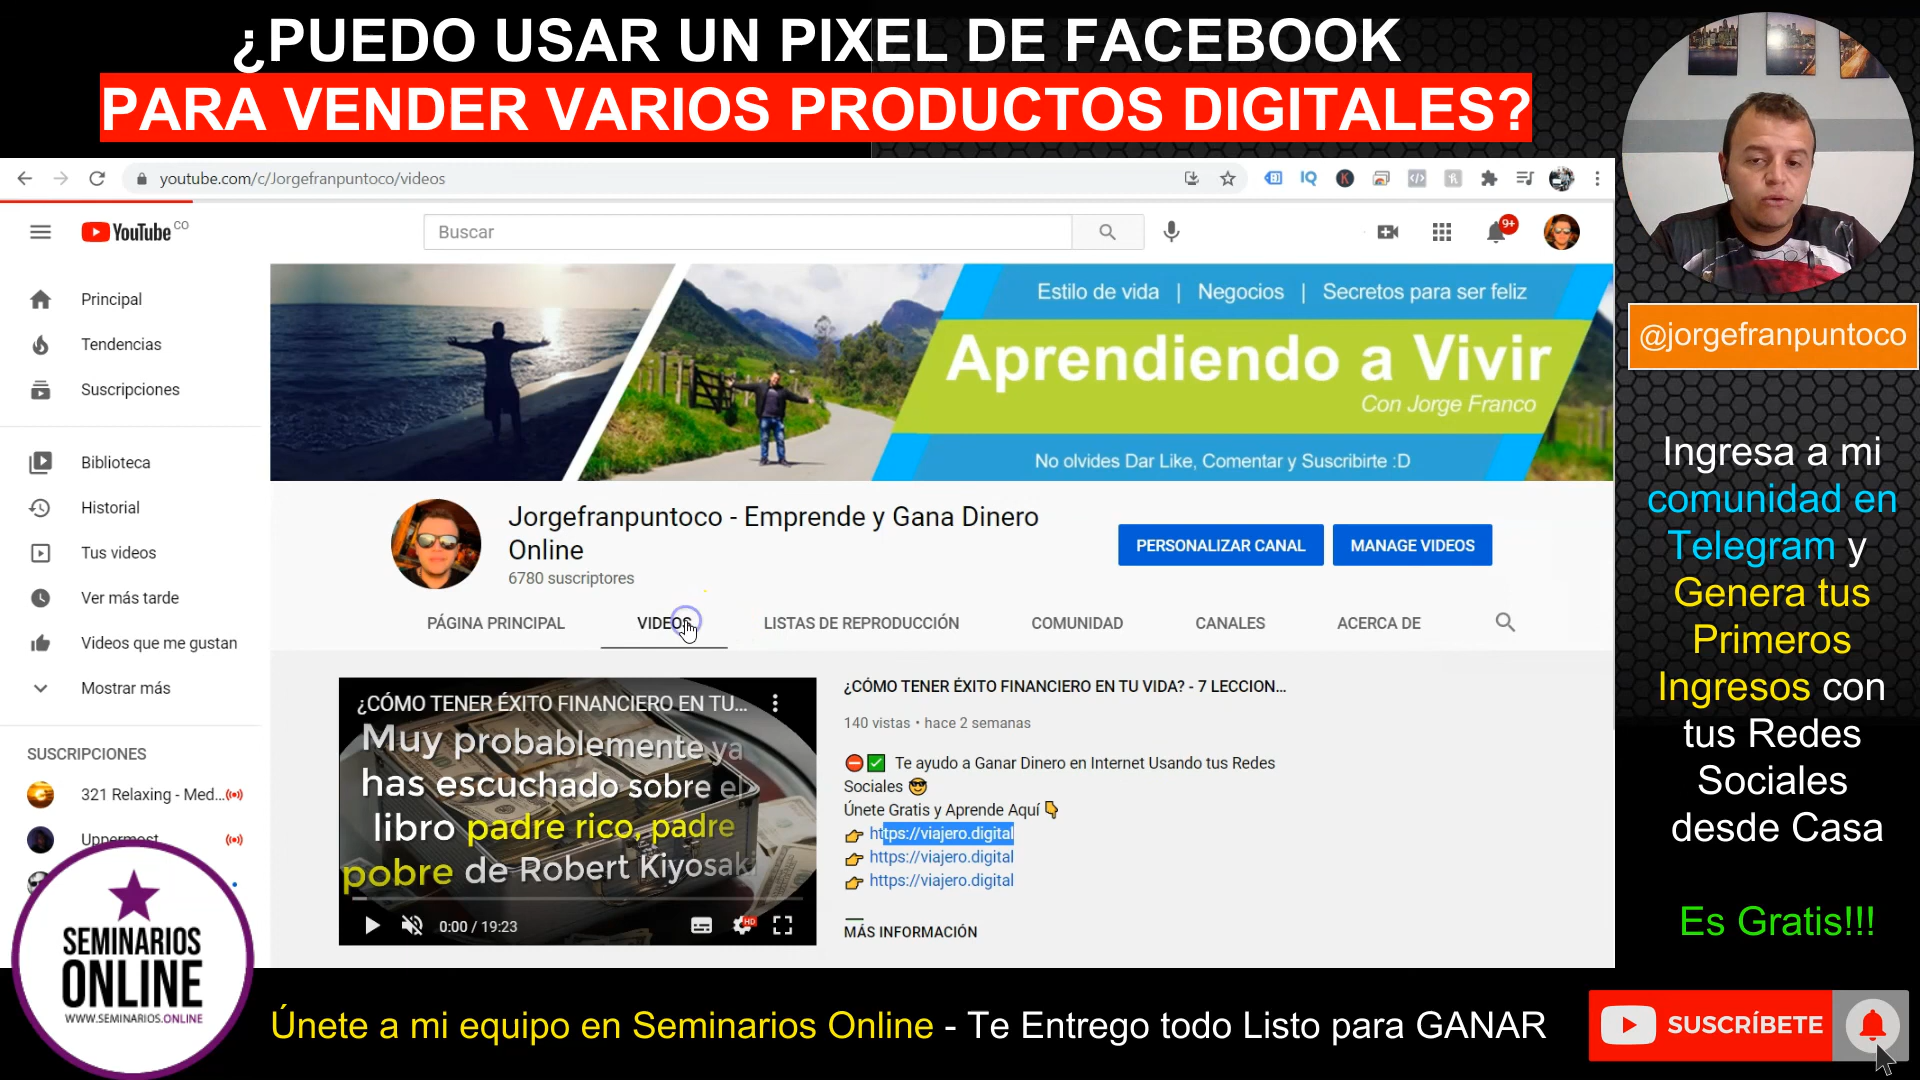 ¿PUEDO USAR UN PIXEL DE FACEBOOK
PARA VENDER VARIOS PRODUCTOS DIGITALES?
youtube.com/c/Jorgefranpuntoco/videos
IQ
K
YouTube CO
Buscar
9+
Principal
Tendencias
Suscripciones
Biblioteca
Historial
Tus videos
Ver más tarde
Videos que me gustan
Mostrar más
SUSCRIPCIONES
321 Relaxing - Med...
Uppermost
Estilo de vida | Negocios | Secretos para ser feliz
Aprendiendo a Vivir
Con Jorge Franco
No olvides Dar Like, Comentar y Suscribirte :D
Jorgefranpuntoco - Emprende y Gana Dinero
Online
6780 suscriptores
PERSONALIZAR CANAL
MANAGE VIDEOS
PÁGINA PRINCIPAL
VIDEOS
LISTAS DE REPRODUCCIÓN
COMUNIDAD
CANALES
ACERCA DE
¿CÓMO TENER ÉXITO FINANCIERO EN TU...
Muy probablemente ya
has escuchado sobre el
libro padre rico, padre
pobre de Robert Kiyosaki
0:00 / 19:23
HD
¿CÓMO TENER ÉXITO FINANCIERO EN TU VIDA? - 7 LECCION...
140 vistas • hace 2 semanas
⛔✅ Te ayudo a Ganar Dinero en Internet Usando tus Redes
Sociales 😎
Únete Gratis y Aprende Aquí 👇
👉 https://viajero.digital
👉 https://viajero.digital
👉 https://viajero.digital
MÁS INFORMACIÓN
@jorgefranpuntoco
Ingresa a mi
comunidad en
Telegram y
Genera tus
Primeros
Ingresos con
tus Redes
Sociales
desde Casa
Es Gratis!!!
SEMINARIOS
ONLINE
WWW.SEMINARIOS.ONLINE
Únete a mi equipo en Seminarios Online - Te Entrego todo Listo para GANAR
SUSCRÍBETE